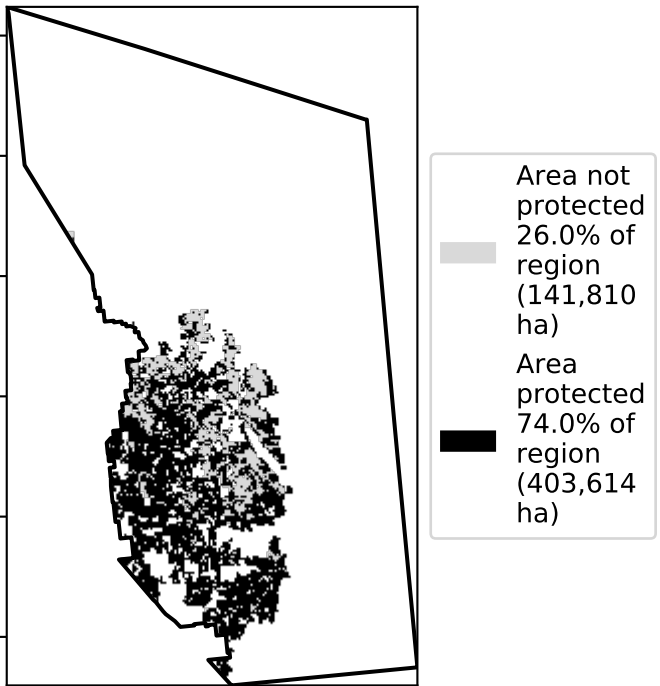 Area not
protected
26.0% of
region
(141,810
ha)
Area
protected
74.0% of
region
(403,614
ha)